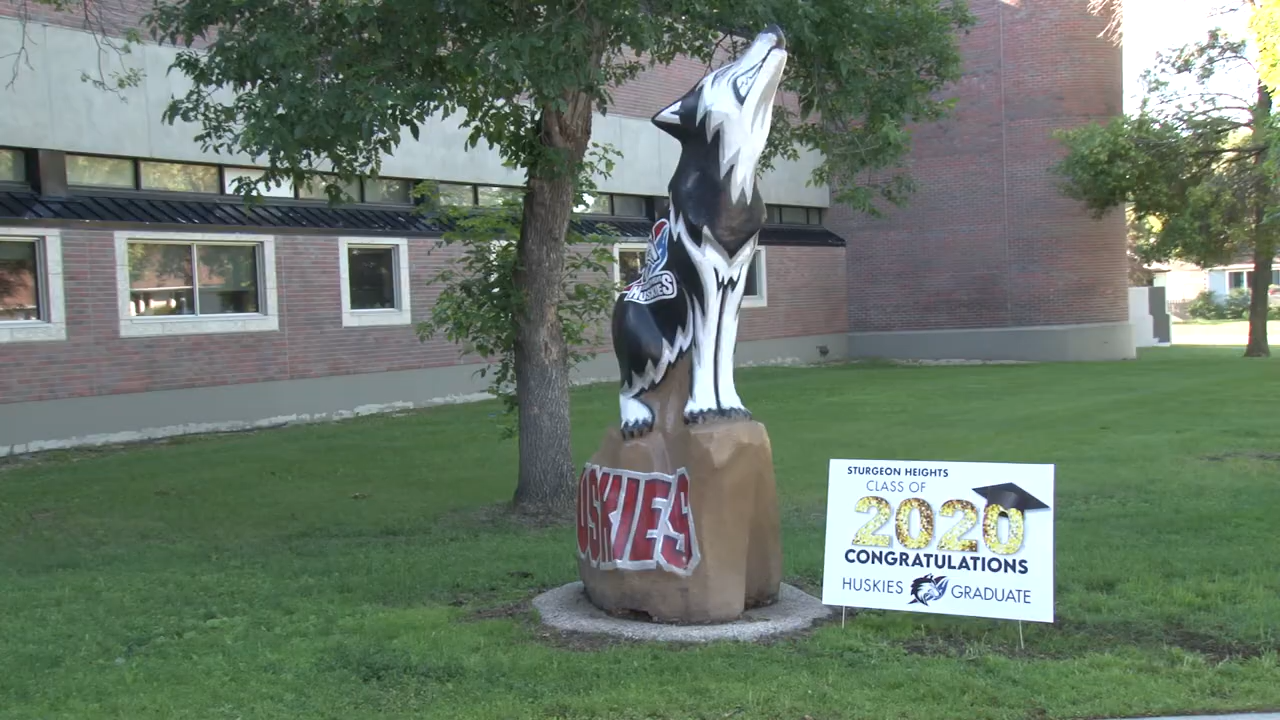 HUSKIES
USKIES
STURGEON HEIGHTS
CLASS OF
2020
CONGRATULATIONS
HUSKIES GRADUATE